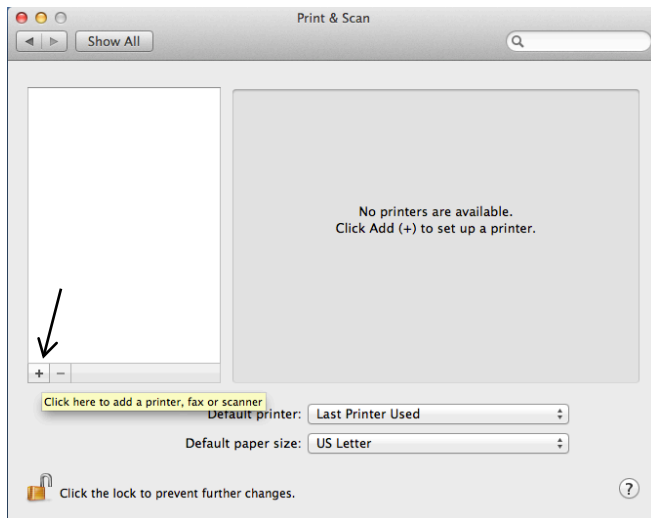 Print & Scan
Show All
No printers are available.
Click Add (+) to set up a printer.
+ −
Click here to add a printer, fax or scanner
Default printer: Last Printer Used
Default paper size: US Letter
Click the lock to prevent further changes.
?